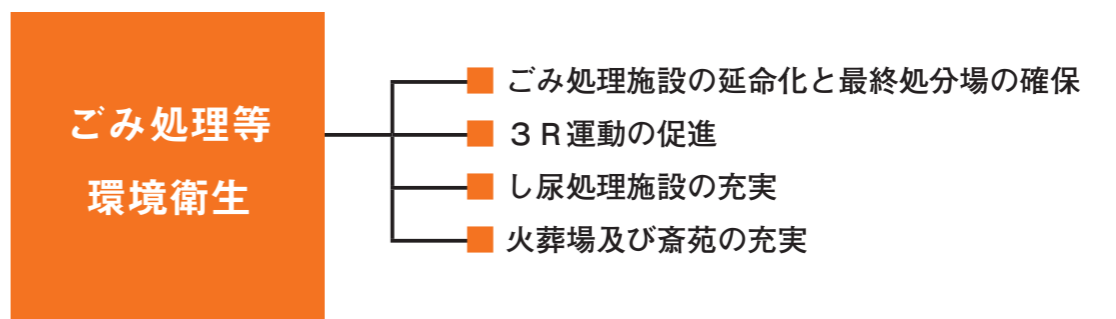 ごみ処理等
環境衛生
ごみ処理施設の延命化と最終処分場の確保
３Ｒ運動の促進
し尿処理施設の充実
火葬場及び斎苑の充実